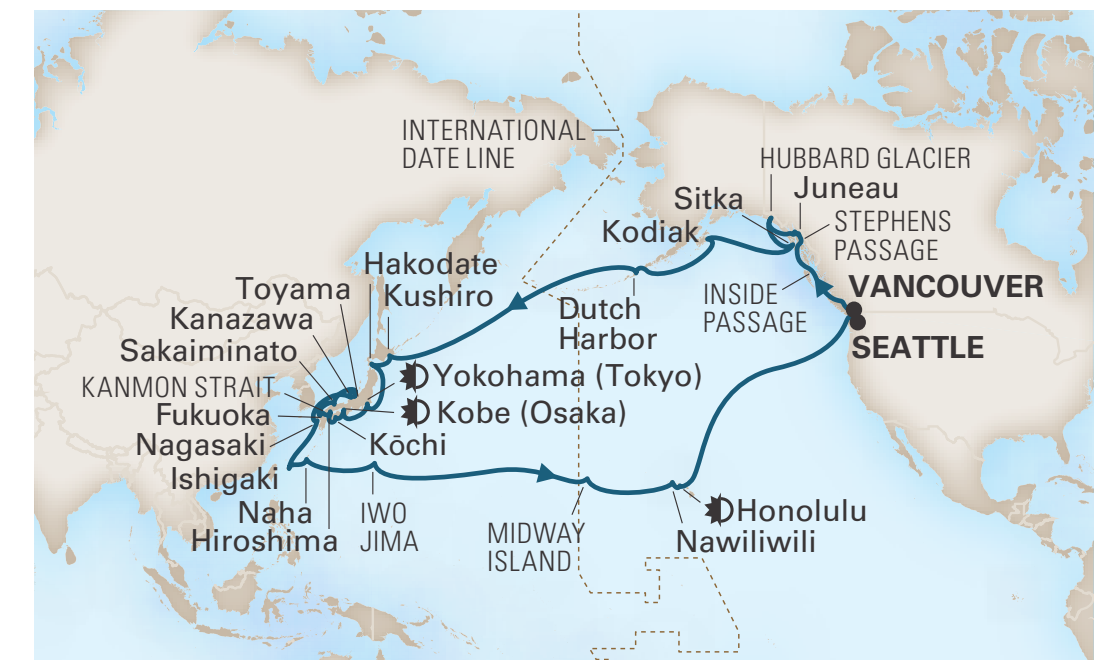 INTERNATIONAL
DATE LINE
HUBBARD GLACIER
Juneau
Sitka
STEPHENS
PASSAGE
Kodiak
Hakodate
Kushiro
Toyama
VANCOUVER
INSIDE
PASSAGE
Dutch
Harbor
Kanazawa
Sakaiminato
SEATTLE
KANMON STRAIT
Yokohama (Tokyo)
Fukuoka
Kobe (Osaka)
Nagasaki
Kōchi
Ishigaki
Naha
Hiroshima
IWO
JIMA
MIDWAY
ISLAND
Honolulu
Nawiliwili